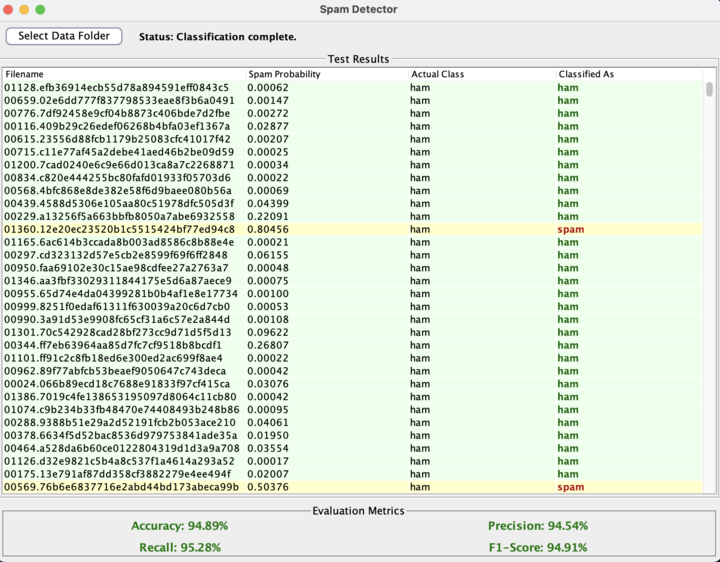 Spam Detector
Select Data Folder Status: Classification complete.
Test Results
Filename Spam Probability Actual Class Classified As
01128.efb36914ecb55d78a894591eff0843c5 0.00062 ham ham
00659.02e6dd777f837798533eae8f3b6a0491 0.00147 ham ham
00776.7df92458e9cf04b8873c406bde7d2fbe 0.00272 ham ham
00116.409b29c26edef06268b4bfa03ef1367a 0.02877 ham ham
00615.23556d88fcb1179b25083cfc41017f42 0.00207 ham ham
00715.c11e77af45a2debe41aed46b2be09d59 0.00025 ham ham
01200.7cad0240e6c9e66d013ca8a7c2268871 0.00034 ham ham
00834.c820e444255bc80fafd01933f05703d6 0.00022 ham ham
00568.4bfc868e8de382e58f6d9baee080b56a 0.00069 ham ham
00439.4588d5306e105aa80c51978dfc505d3f 0.04399 ham ham
00229.a13256f5a663bbfb8050a7abe6932558 0.22091 ham ham
01360.12e20ec23520b1c5515424bf77ed94c8 0.80456 ham spam
01165.6ac614b3ccada8b003ad8586c8b88e4e 0.00021 ham ham
00297.cd323132d57e5cb2e8599f69f6ff2848 0.06155 ham ham
00950.faa69102e30c15ae98cdfee27a2763a7 0.00048 ham ham
01346.aa3fbf33029311844175e5d6a87aece9 0.00075 ham ham
00955.65d74e4da04399281b0b4af1e8e17734 0.00100 ham ham
00999.8251f0edaf61311f630039a20c6d7cb0 0.00053 ham ham
00990.3a91d53e9908fc65cf31a6c57e2a844d 0.00108 ham ham
01301.70c542928cad28bf273cc9d71d5f5d13 0.09622 ham ham
00344.ff7eb63964aa85d7fc7cf9518b8bcdf1 0.26807 ham ham
01101.ff91c2c8fb18ed6e300ed2ac699f8ae4 0.00022 ham ham
00962.89f77abfcb53beaef9050647c743deca 0.00042 ham ham
00024.066b89ecd18c7688e91833f97cf415ca 0.03076 ham ham
01386.7019c4fe138653195097d8064c11cb80 0.00042 ham ham
01074.c9b234b33fb48470e74408493b248b86 0.00095 ham ham
00288.9388b51e29a2d52191fcb2b053ace210 0.04061 ham ham
00378.6634f5d52bac8536d979753841ade35a 0.01950 ham ham
00464.a528da6b60ce0122804319d1d3a9a708 0.03554 ham ham
01126.d32e9821c5b4a8c537f1a4614a293a52 0.00017 ham ham
00175.13e791af87dd358cf3882279e4ee494f 0.02007 ham ham
00569.76b6e6837716e2abd44bd173abeca99b 0.50376 ham spam
Evaluation Metrics
Accuracy: 94.89% Precision: 94.54%
Recall: 95.28% F1-Score: 94.91%